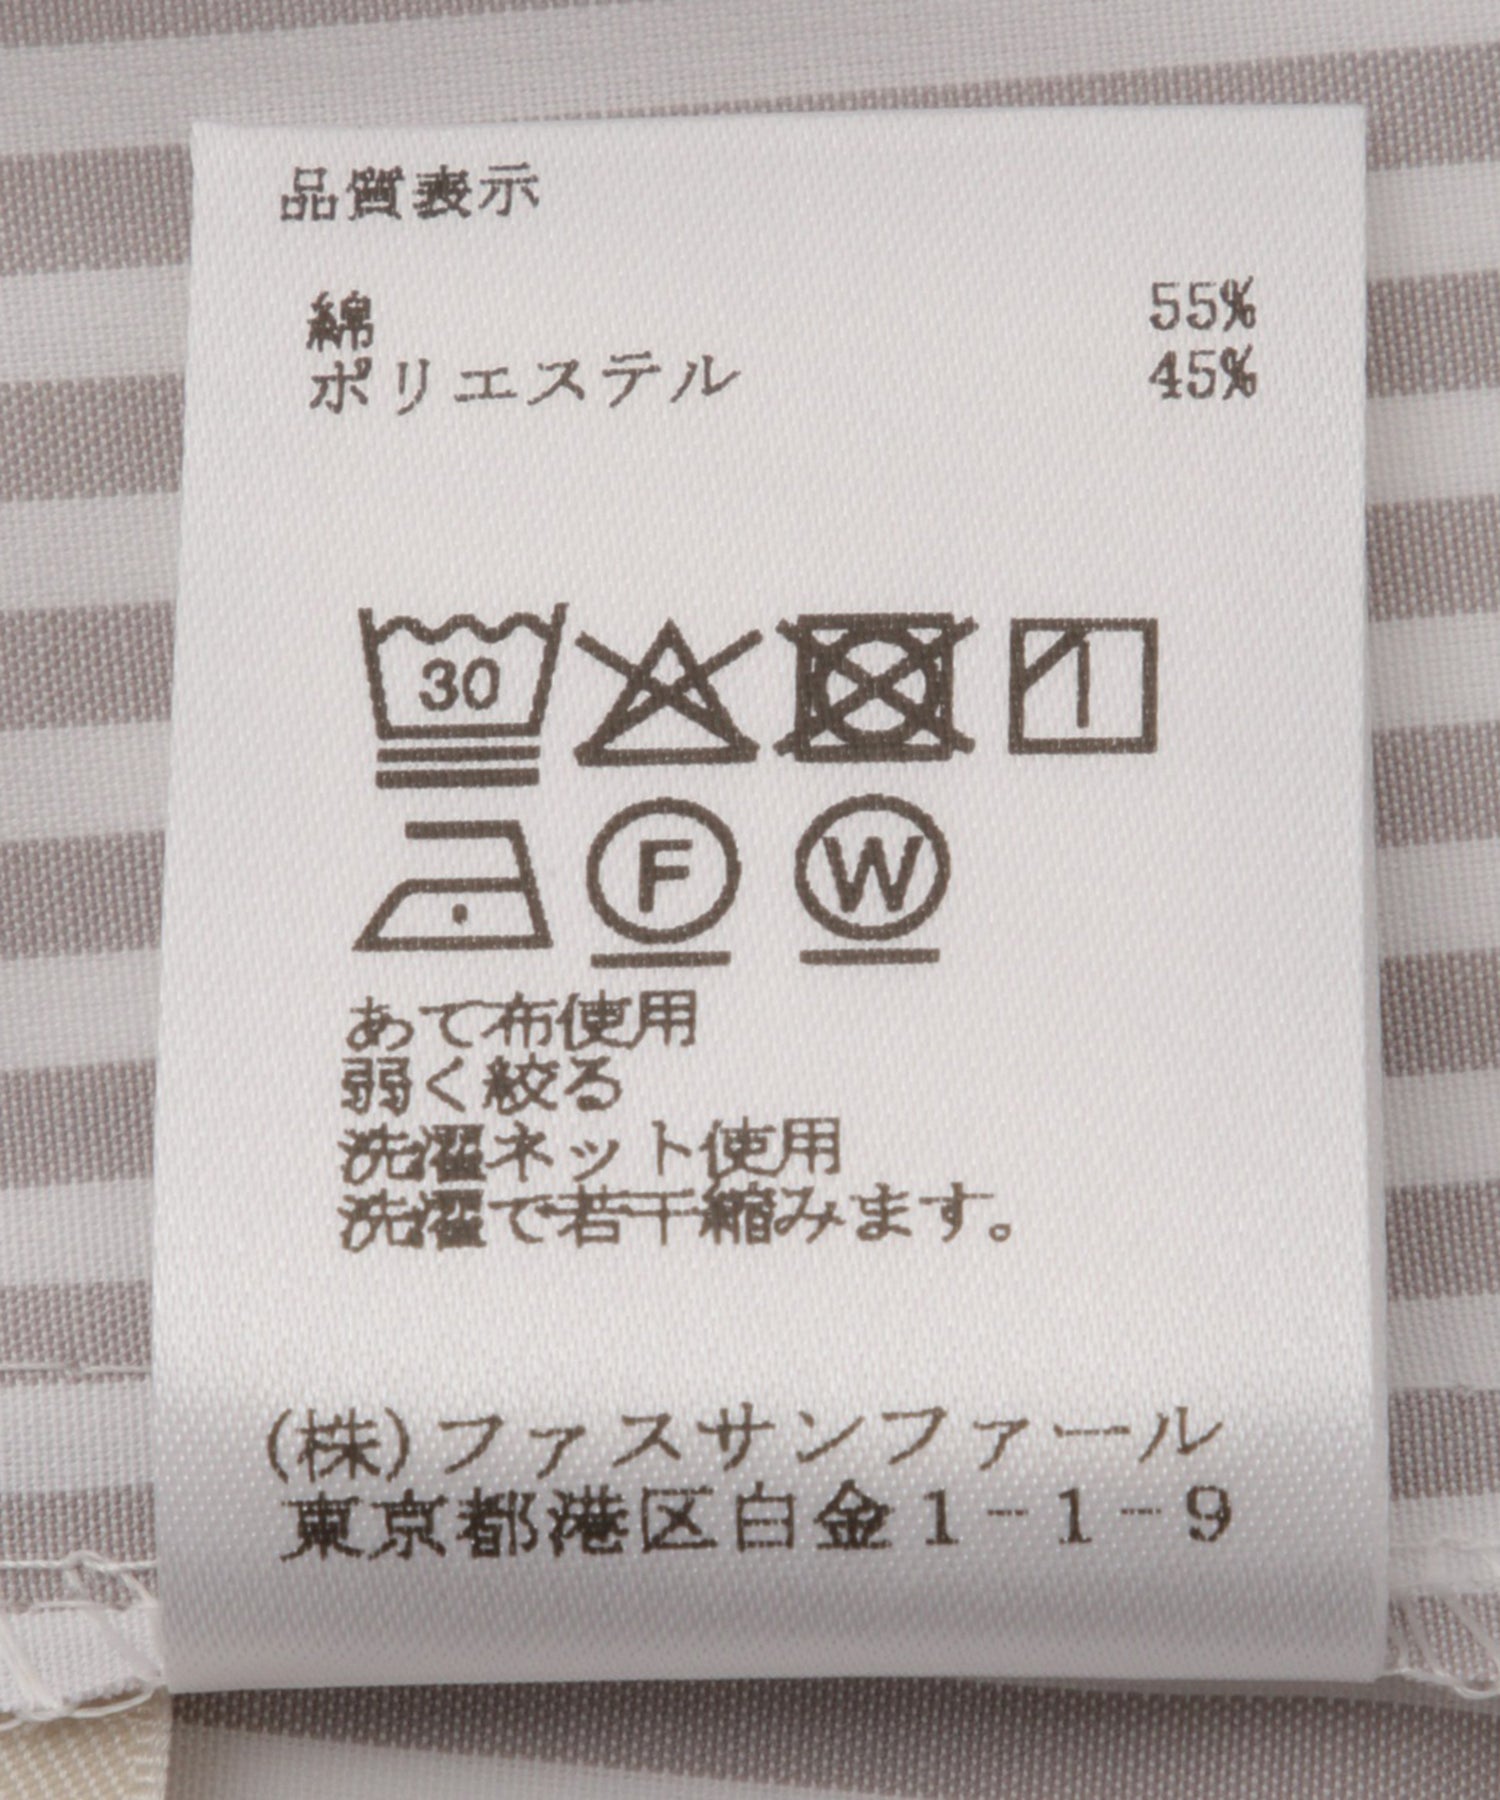 品質表示
綿 55%
ポリエステル 45%
30
F W
あて布使用
弱く絞る
洗濯ネット使用
洗濯で若干縮みます。
(株)ファスサンファール
東京都港区白金1-1-9